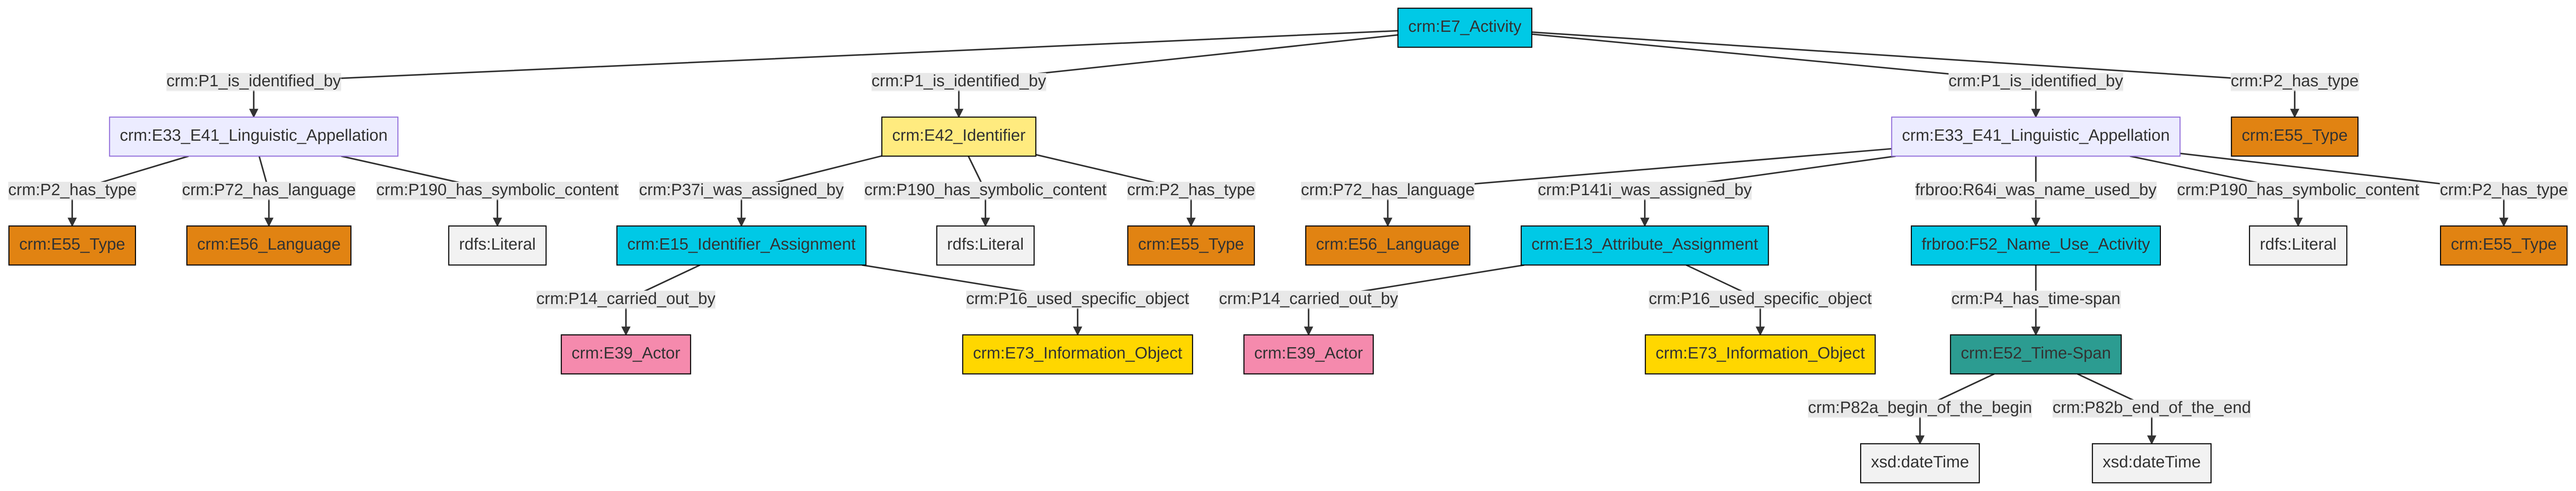 crm:E7_Activity
crm:P1_is_identified_by
crm:P1_is_identified_by
crm:P1_is_identified_by
crm:P2_has_type
crm:E33_E41_Linguistic_Appellation
crm:E42_Identifier
crm:E33_E41_Linguistic_Appellation
crm:E55_Type
crm:P2_has_type
crm:P72_has_language
crm:P190_has_symbolic_content
crm:P37i_was_assigned_by
crm:P190_has_symbolic_content
crm:P2_has_type
crm:P72_has_language
crm:P141i_was_assigned_by
frbroo:R64i_was_name_used_by
crm:P190_has_symbolic_content
crm:P2_has_type
crm:E55_Type
crm:E56_Language
rdfs:Literal
crm:E15_Identifier_Assignment
rdfs:Literal
crm:E55_Type
crm:E56_Language
crm:E13_Attribute_Assignment
frbroo:F52_Name_Use_Activity
rdfs:Literal
crm:E55_Type
crm:P14_carried_out_by
crm:P16_used_specific_object
crm:P14_carried_out_by
crm:P16_used_specific_object
crm:P4_has_time-span
crm:E39_Actor
crm:E73_Information_Object
crm:E39_Actor
crm:E73_Information_Object
crm:E52_Time-Span
crm:P82a_begin_of_the_begin
crm:P82b_end_of_the_end
xsd:dateTime
xsd:dateTime